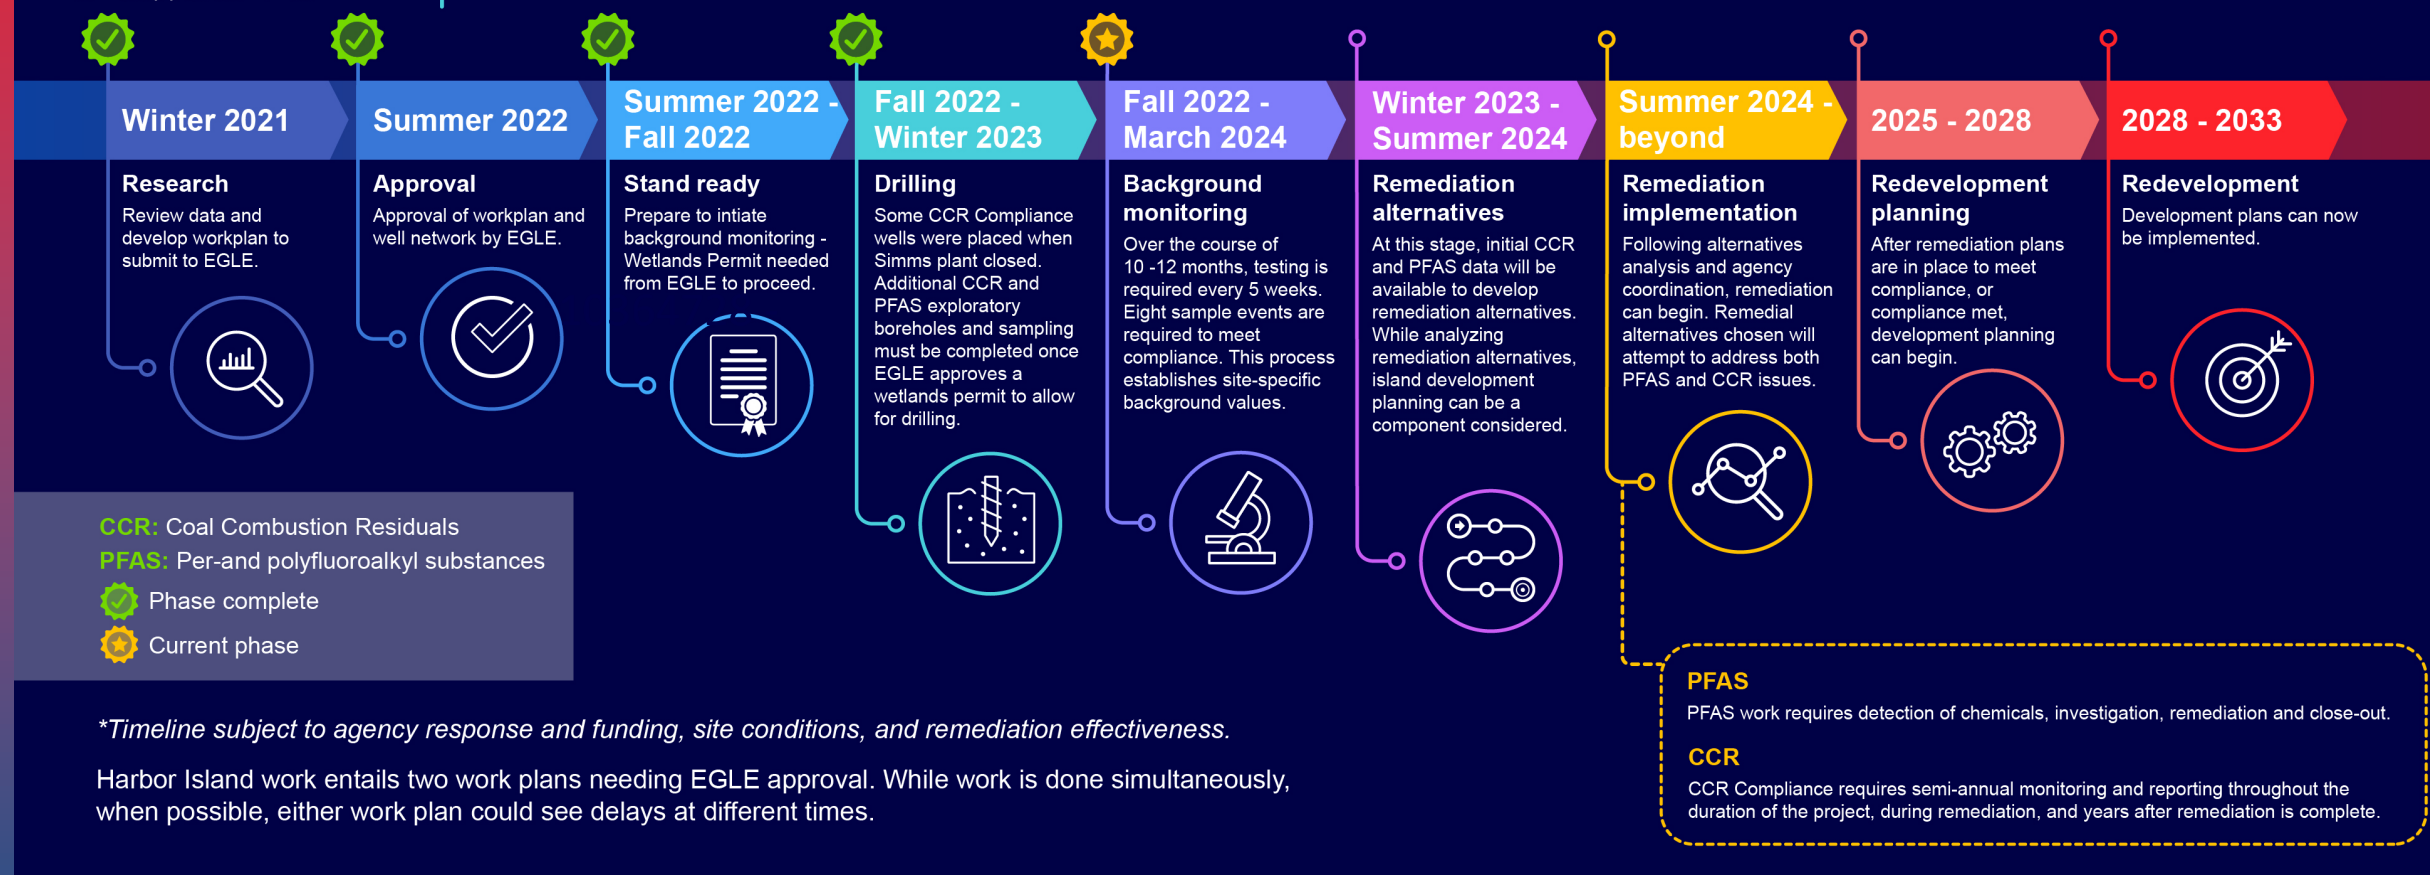 Winter 2021
Research
Review data and
develop workplan to
submit to EGLE.
Summer 2022
Approval
Approval of workplan and
well network by EGLE.
Summer 2022 -
Fall 2022
Stand ready
Prepare to intiate
background monitoring -
Wetlands Permit needed
from EGLE to proceed.
Fall 2022 -
Winter 2023
Drilling
Some CCR Compliance
wells were placed when
Simms plant closed.
Additional CCR and
PFAS exploratory
boreholes and sampling
must be completed once
EGLE approves a
wetlands permit to allow
for drilling.
Fall 2022 -
March 2024
Background
monitoring
Over the course of
10 -12 months, testing is
required every 5 weeks.
Eight sample events are
required to meet
compliance. This process
establishes site-specific
background values.
Winter 2023 -
Summer 2024
Remediation
alternatives
At this stage, initial CCR
and PFAS data will be
available to develop
remediation alternatives.
While analyzing
remediation alternatives,
island development
planning can be a
component considered.
Summer 2024 -
beyond
Remediation
implementation
Following alternatives
analysis and agency
coordination, remediation
can begin. Remedial
alternatives chosen will
attempt to address both
PFAS and CCR issues.
2025 - 2028
Redevelopment
planning
After remediation plans
are in place to meet
compliance, or
compliance met,
development planning
can begin.
2028 - 2033
Redevelopment
Development plans can now
be implemented.
CCR: Coal Combustion Residuals
PFAS: Per-and polyfluoroalkyl substances
Phase complete
Current phase
*Timeline subject to agency response and funding, site conditions, and remediation effectiveness.
Harbor Island work entails two work plans needing EGLE approval. While work is done simultaneously,
when possible, either work plan could see delays at different times.
PFAS
PFAS work requires detection of chemicals, investigation, remediation and close-out.
CCR
CCR Compliance requires semi-annual monitoring and reporting throughout the
duration of the project, during remediation, and years after remediation is complete.